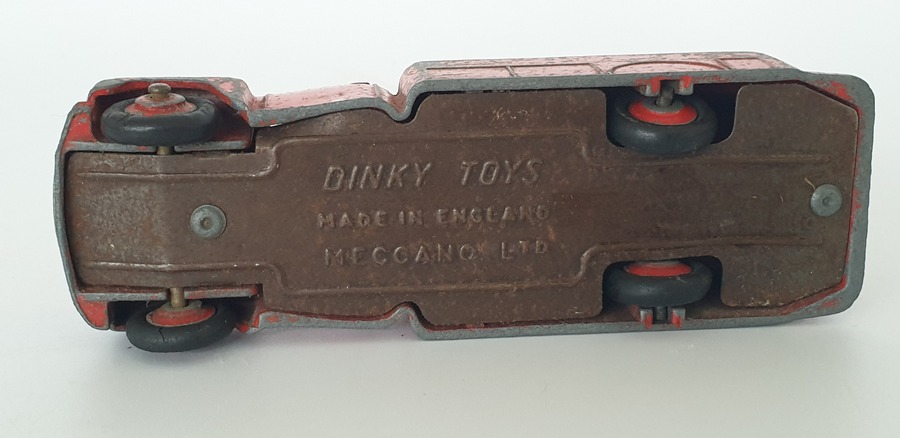 DINKY TOYS
MADE IN ENGLAND
MECCANO LTD